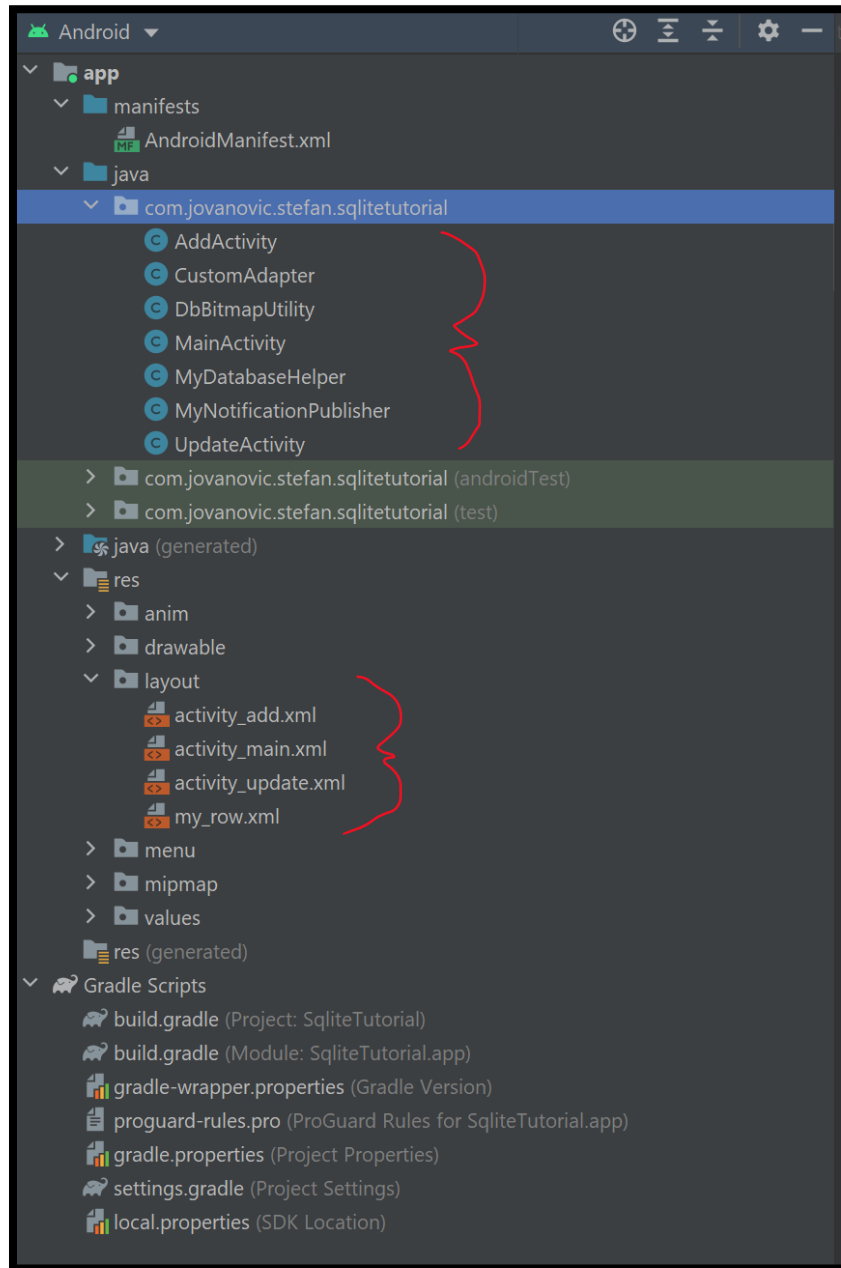 Android
app
manifests
MF AndroidManifest.xml
java
com.jovanovic.stefan.sqlitetutorial
C AddActivity
C CustomAdapter
C DbBitmapUtility
C MainActivity
C MyDatabaseHelper
C MyNotificationPublisher
C UpdateActivity
com.jovanovic.stefan.sqlitetutorial (androidTest)
com.jovanovic.stefan.sqlitetutorial (test)
java (generated)
res
anim
drawable
layout
<> activity_add.xml
<> activity_main.xml
<> activity_update.xml
<> my_row.xml
menu
mipmap
values
res (generated)
Gradle Scripts
build.gradle (Project: SqliteTutorial)
build.gradle (Module: SqliteTutorial.app)
gradle-wrapper.properties (Gradle Version)
proguard-rules.pro (ProGuard Rules for SqliteTutorial.app)
gradle.properties (Project Properties)
settings.gradle (Project Settings)
local.properties (SDK Location)